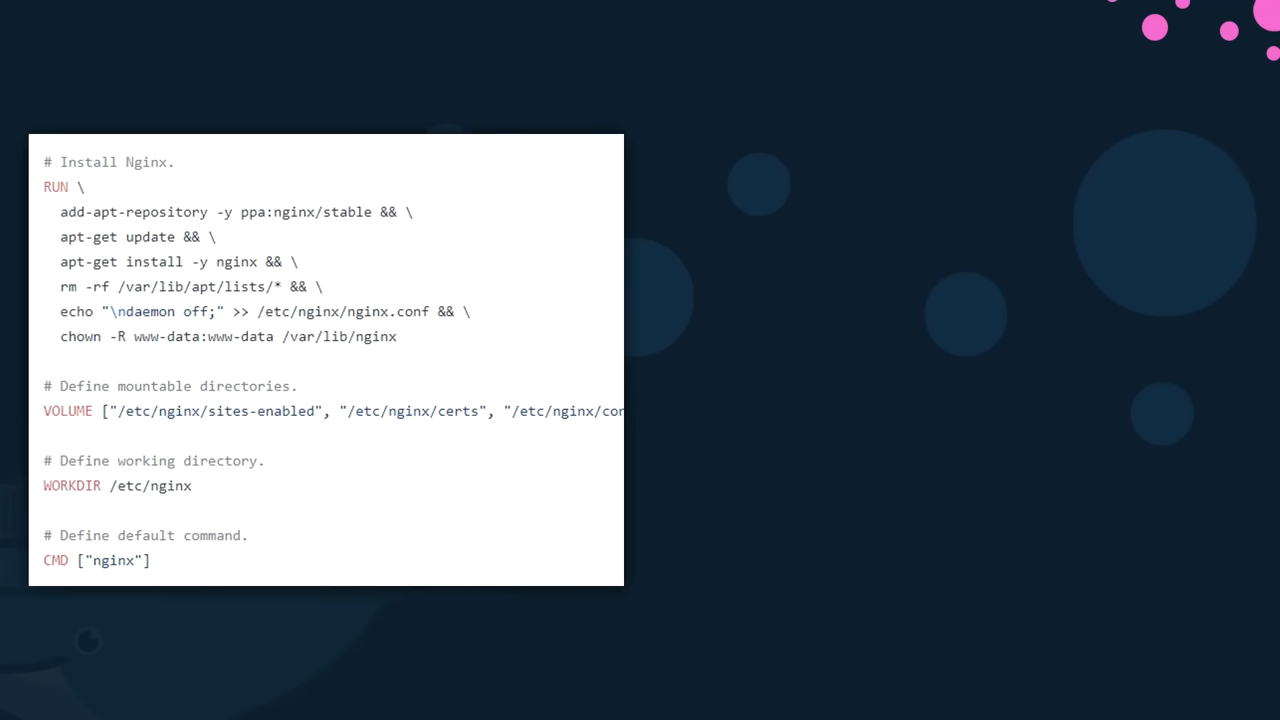 # Install Nginx.
RUN \
  add-apt-repository -y ppa:nginx/stable && \
  apt-get update && \
  apt-get install -y nginx && \
  rm -rf /var/lib/apt/lists/* && \
  echo "\ndaemon off;" >> /etc/nginx/nginx.conf && \
  chown -R www-data:www-data /var/lib/nginx
# Define mountable directories.
VOLUME ["/etc/nginx/sites-enabled", "/etc/nginx/certs", "/etc/nginx/con
# Define working directory.
WORKDIR /etc/nginx
# Define default command.
CMD ["nginx"]